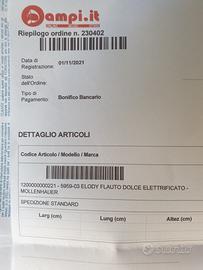 Dampi.it
Riepilogo ordine n. 230402
Data di
Registrazione:
01/11/2021
Stato
dell'Ordine:
Tipo di
Pagamento:
Bonifico Bancario
DETTAGLIO ARTICOLI
Codice Articolo / Modello / Marca
1200000000221 - 5959-03 ELODY FLAUTO DOLCE ELETTRIFICATO -
MOLLENHAUER
SPEDIZIONE STANDARD
Larg (cm)
Lung (cm)
Altez (cm)
subito